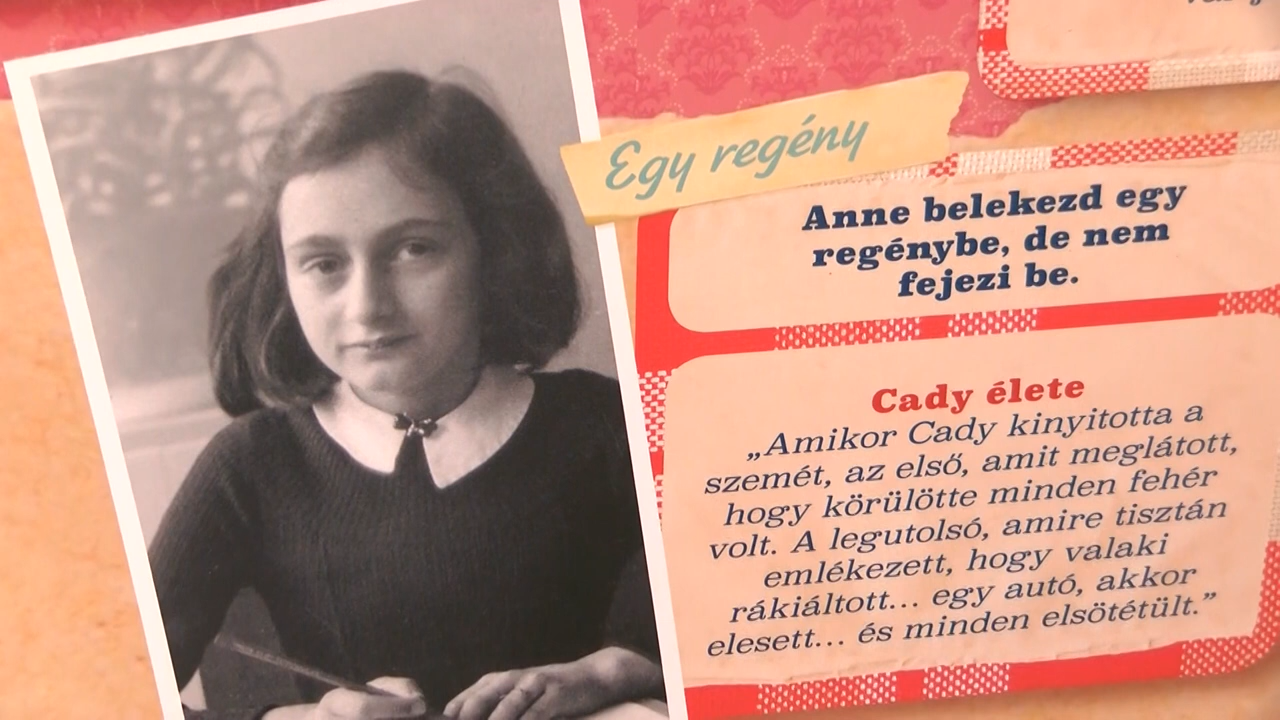 Egy regény
Anne belekezd egy
regénybe, de nem
fejezi be.
Cady élete
„Amikor Cady kinyitotta a
szemét, az első, amit meglátott,
hogy körülötte minden fehér
volt. A legutolsó, amire tisztán
emlékezett, hogy valaki
rákiáltott... egy autó, akkor
elesett... és minden elsötétült.”